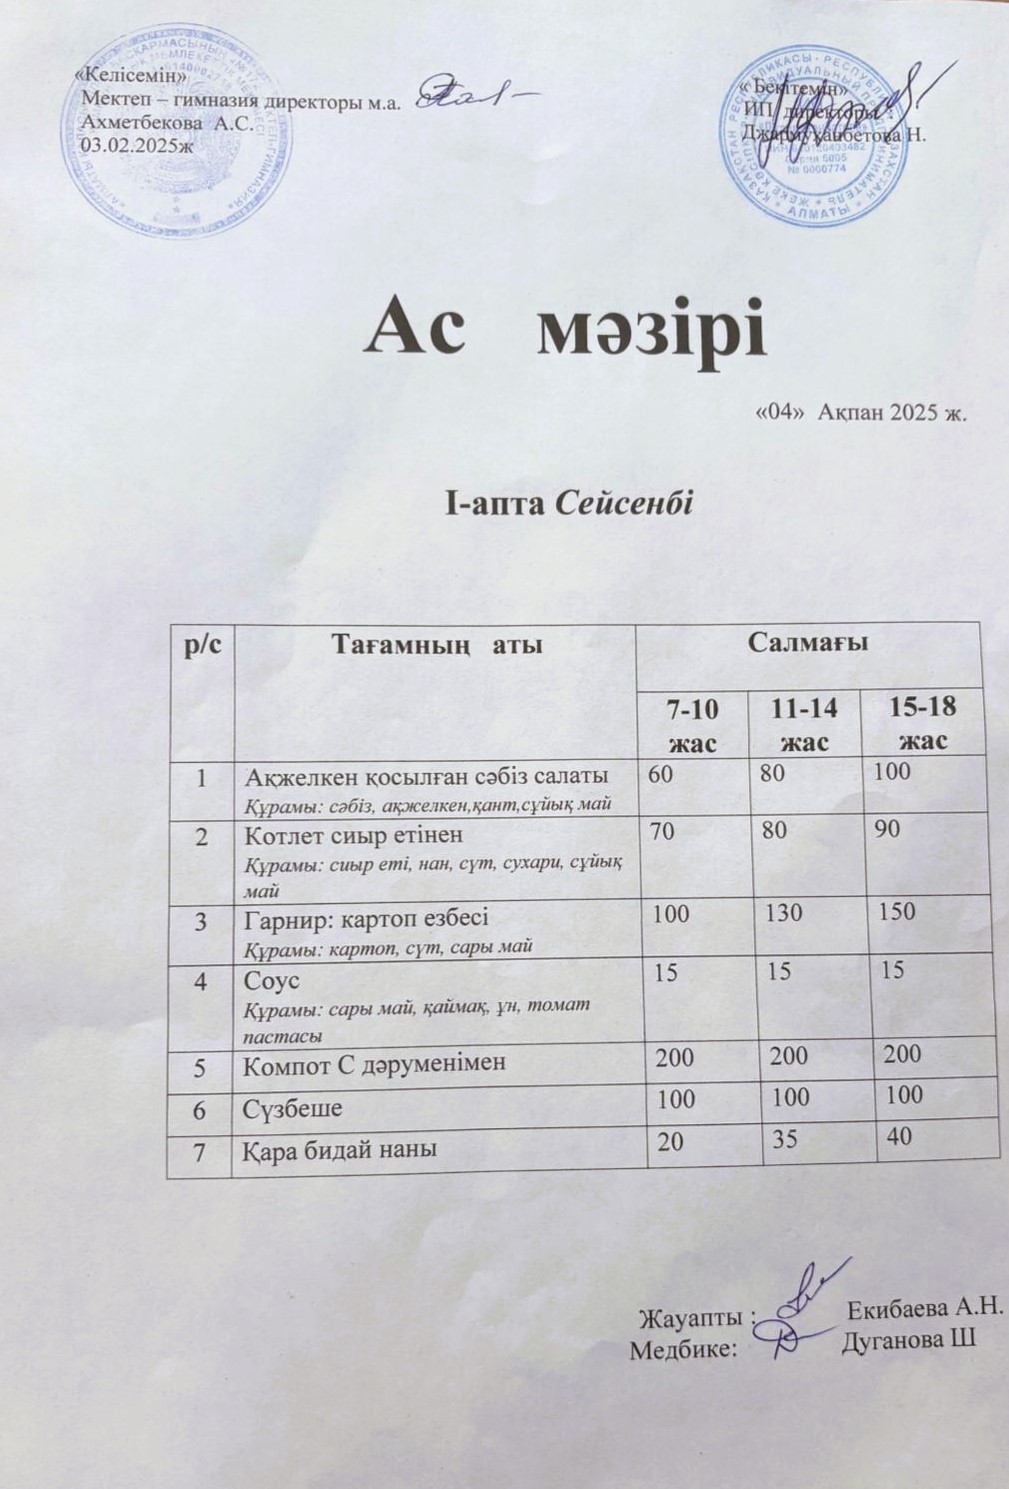 «Келісемін»
Мектеп – гимназия директоры м.а.
Ахметбекова А.С.
03.02.2025ж
« Бекітемін»
ИП директоры :
Н.
АЛМАТЫ
№ 0000774
Ас мәзірі
«04» Ақпан 2025 ж.
І-апта Сейсенбі
р/с Тағамның аты Салмағы
7-10 жас 11-14 жас 15-18 жас
1 Ақжелкен қосылған сәбіз салаты 60 80 100
Құрамы: сәбіз, ақжелкен,қант,сұйық май
2 Котлет сиыр етінен 70 80 90
Құрамы: сиыр еті, нан, сүт, сухари, сұйық
май
3 Гарнир: картоп езбесі 100 130 150
Құрамы: картоп, сүт, сары май
4 Соус 15 15 15
Құрамы: сары май, қаймақ, ұн, томат
пастасы
5 Компот С дәруменімен 200 200 200
6 Сүзбеше 100 100 100
7 Қара бидай наны 20 35 40
Жауапты : Екибаева А.Н.
Медбике: Дуганова Ш